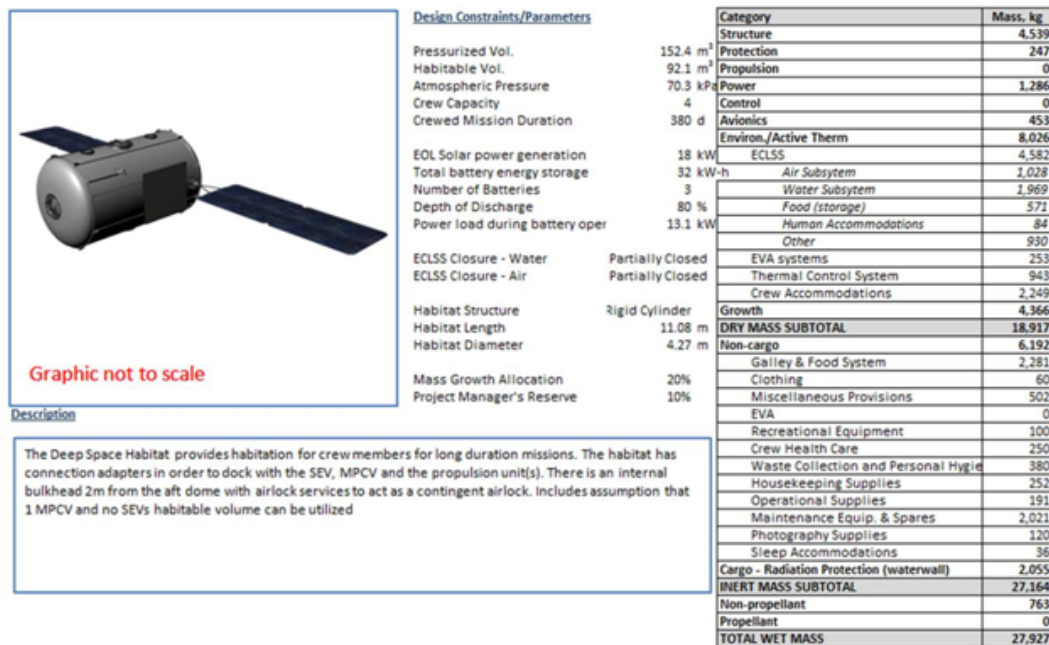 Graphic not to scale
Description
The Deep Space Habitat provides habitation for crew members for long duration missions. The habitat has
connection adapters in order to dock with the SEV, MPCV and the propulsion unit(s). There is an internal
bulkhead 2m from the aft dome with airlock services to act as a contingent airlock. Includes assumption that
1 MPCV and no SEVs habitable volume can be utilized
Design Constraints/Parameters
Pressurized Vol. 152.4 m³
Habitable Vol. 92.1 m³
Atmospheric Pressure 70.3 kPa
Crew Capacity 4
Crewed Mission Duration 380 d
EOL Solar power generation 18 kW
Total battery energy storage 32 kW-h
Number of Batteries 3
Depth of Discharge 80 %
Power load during battery oper 13.1 kW
ECLSS Closure - Water Partially Closed
ECLSS Closure - Air Partially Closed
Habitat Structure Rigid Cylinder
Habitat Length 11.08 m
Habitat Diameter 4.27 m
Mass Growth Allocation 20%
Project Manager's Reserve 10%
Category Mass, kg
Structure 4,539
Protection 247
Propulsion 0
Power 1,286
Control 0
Avionics 453
Environ./Active Therm 8,026
ECLSS 4,582
Air Subsytem 1,028
Water Subsytem 1,969
Food (storage) 571
Human Accommodations 84
Other 930
EVA systems 253
Thermal Control System 943
Crew Accommodations 2,249
Growth 4,366
DRY MASS SUBTOTAL 18,917
Non-cargo 6,192
Galley & Food System 2,281
Clothing 60
Miscellaneous Provisions 502
EVA 0
Recreational Equipment 100
Crew Health Care 250
Waste Collection and Personal Hygie 380
Housekeeping Supplies 252
Operational Supplies 191
Maintenance Equip. & Spares 2,021
Photography Supplies 120
Sleep Accommodations 36
Cargo - Radiation Protection (waterwall) 2,055
INERT MASS SUBTOTAL 27,164
Non-propellant 763
Propellant 0
TOTAL WET MASS 27,927